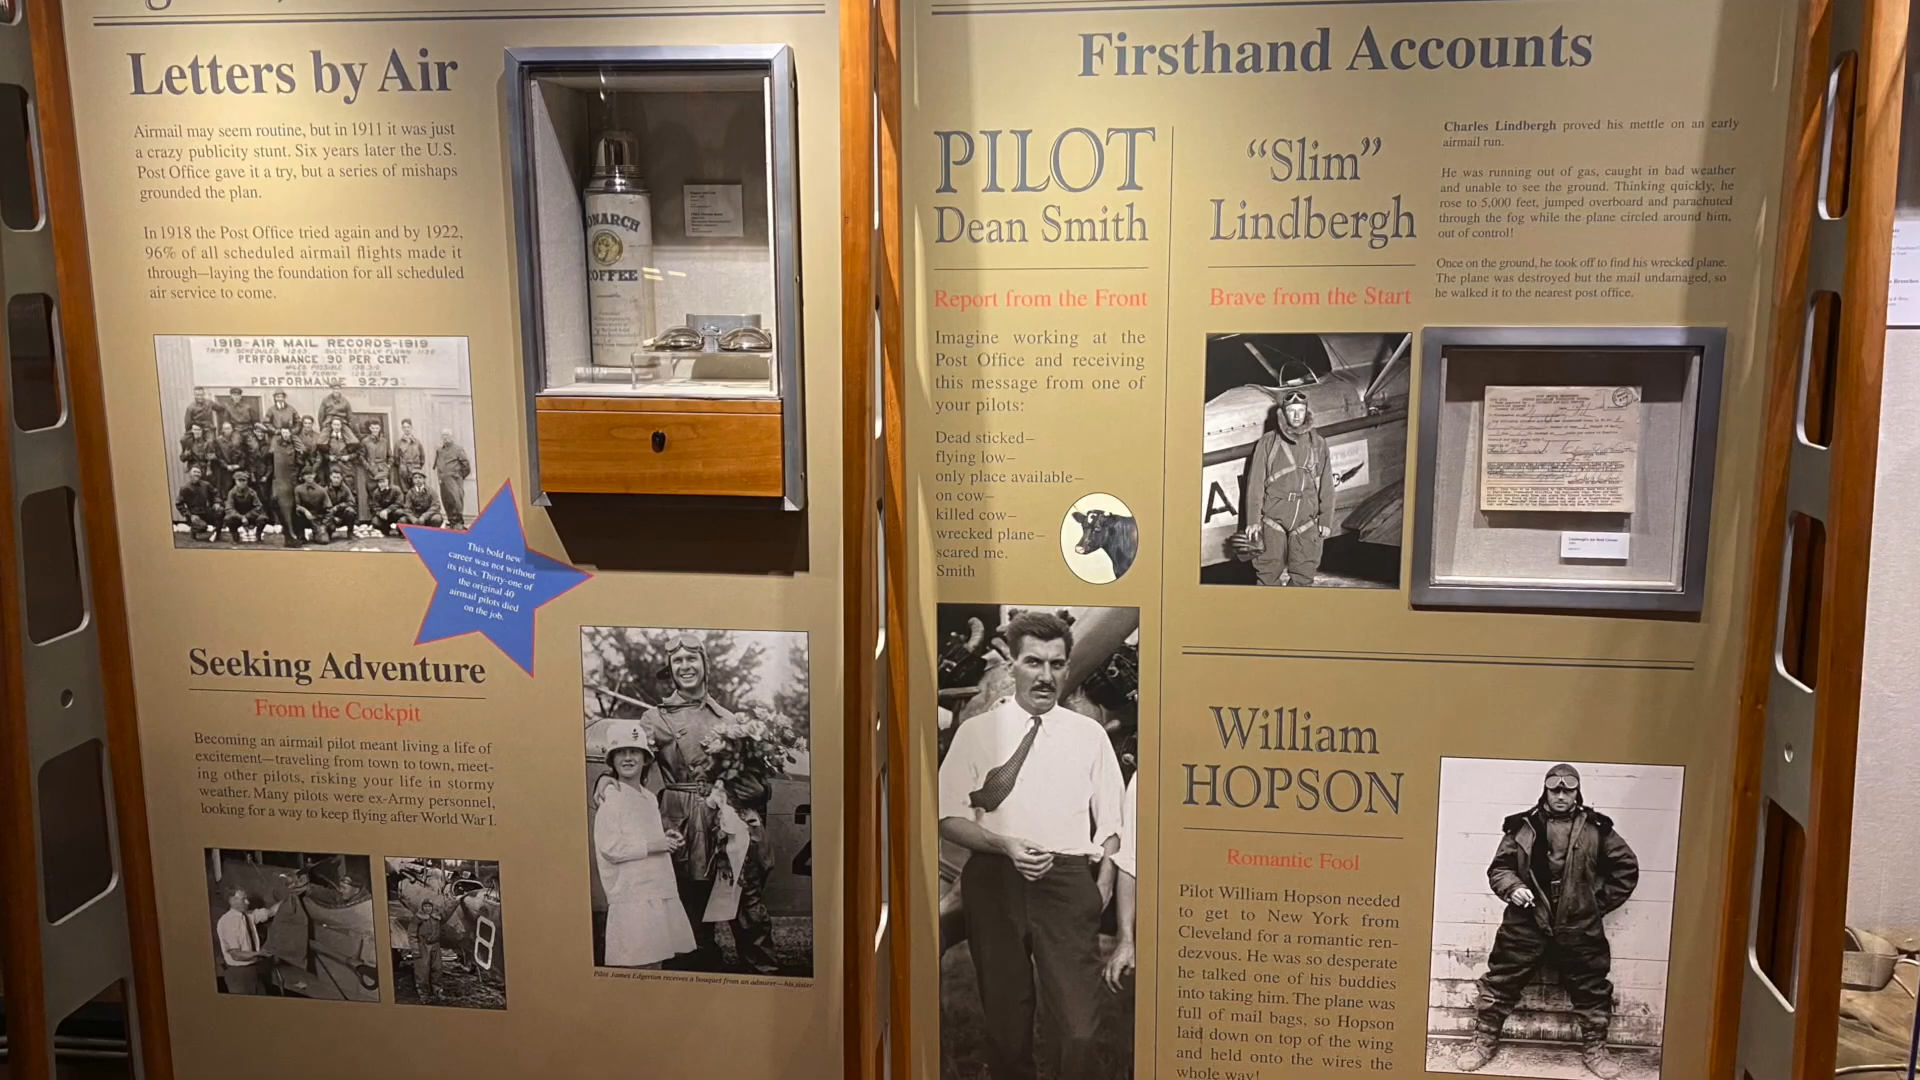 Letters by Air
Airmail may seem routine, but in 1911 it was just
a crazy publicity stunt. Six years later the U.S.
Post Office gave it a try, but a series of mishaps
grounded the plan.
In 1918 the Post Office tried again and by 1922,
96% of all scheduled airmail flights made it
through—laying the foundation for all scheduled
air service to come.
1918-AIR MAIL RECORDS-1919
PERFORMANCE 90 PER CENT.
PERFORMANCE 92.73
ONARCH
COFFEE
This bold new
career was not without
its risks. Thirty-one of
the original 40
airmail pilots died
on the job.
Seeking Adventure
From the Cockpit
Becoming an airmail pilot meant living a life of
excitement—traveling from town to town, meet-
ing other pilots, risking your life in stormy
weather. Many pilots were ex-Army personnel,
looking for a way to keep flying after World War I.
8
2
Pilot James Edgerton receives a bouquet from an admirer—his sister
Firsthand Accounts
PILOT
Dean Smith
Report from the Front
Imagine working at the
Post Office and receiving
this message from one of
your pilots:
Dead sticked–
flying low–
only place available–
on cow–
killed cow–
wrecked plane–
scared me.
Smith
"Slim"
Lindbergh
Brave from the Start
Charles Lindbergh proved his mettle on an early
airmail run.
He was running out of gas, caught in bad weather
and unable to see the ground. Thinking quickly, he
rose to 5,000 feet, jumped overboard and parachuted
through the fog while the plane circled around him,
out of control!
Once on the ground, he took off to find his wrecked plane.
The plane was destroyed but the mail undamaged, so
he walked it to the nearest post office.
A
William
HOPSON
Romantic Fool
Pilot William Hopson needed
to get to New York from
Cleveland for a romantic ren-
dezvous. He was so desperate
he talked one of his buddies
into taking him. The plane was
full of mail bags, so Hopson
laid down on top of the wing
and held onto the wires the
whole way!